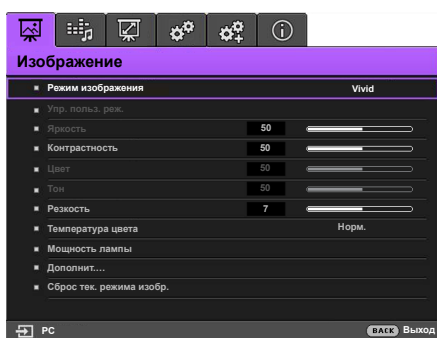 Изображение
Режим изображения Vivid
Упр. польз. реж.
Яркость 50
Контрастность 50
Цвет 50
Тон 50
Резкость 7
Температура цвета Норм.
Мощность лампы
Дополнит....
Сброс тек. режима изобр.
PC BACK Выход